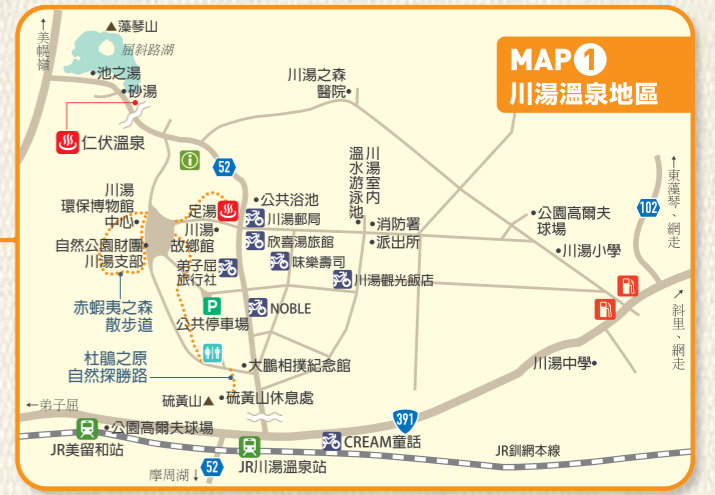 MAP1
川湯溫泉地區
↑美幌嶺
▲藻琴山
屈斜路湖
•池之湯
•砂湯
仁伏溫泉
川湯之森
醫院•
52
川湯室內
溫水游泳池
•消防署
•派出所
↑東藻琴、網走
102
•公園高爾夫
球場
•川湯小學
川湯
環保博物館
中心•
定湯
•公共浴池
川湯郵局
川湯•
故鄉館
欣喜湯旅館
味樂壽司
自然公園財團•
川湯支部
弟子屈
旅行社
川湯觀光飯店
赤蝦夷之森
散步道
P
公共停車場
NOBLE
↗斜里、網走
杜鵑之原
自然探勝路
•大鵬相撲紀念館
川湯中學•
硫黃山▲
•硫黃山休息處
←弟子屈
391
•公園高爾夫球場
JR美留和站
CREAM童話
JR釧網本線
摩周湖↓
52
JR川湯溫泉站